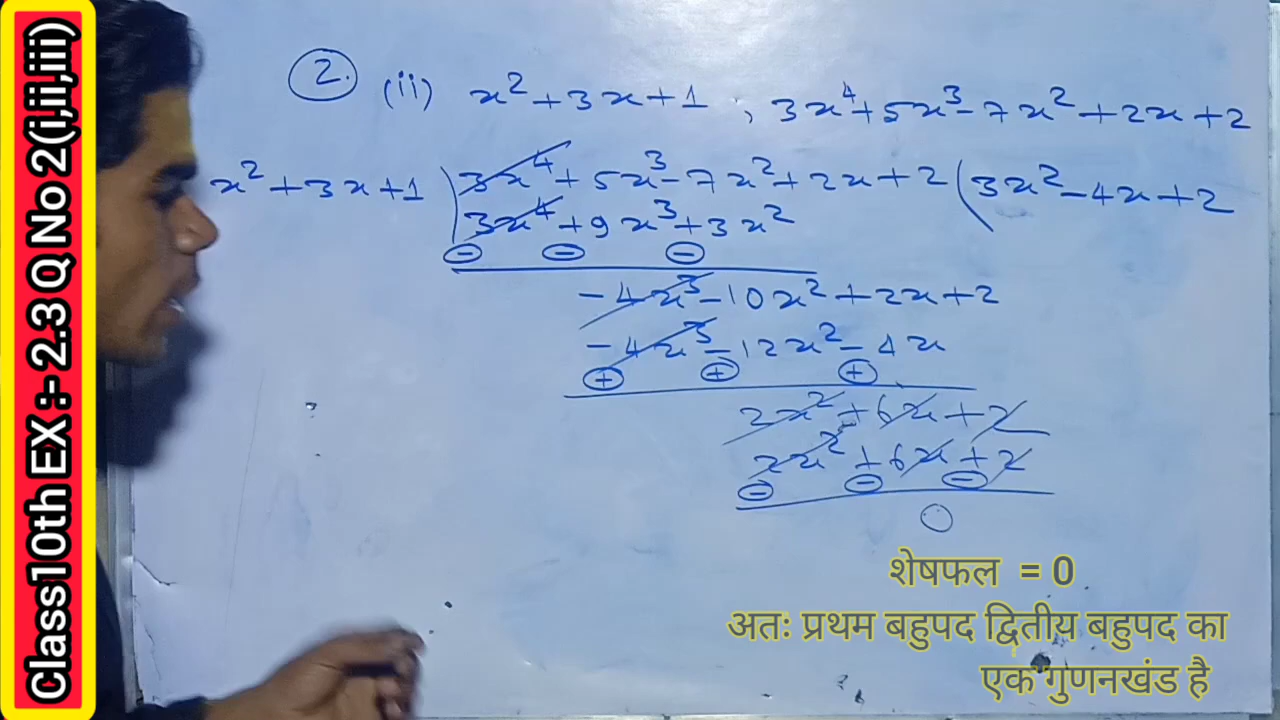 Class10th EX :- 2.3 Q No 2(i,ii,iii)
2. (ii) x² + 3x + 1 , 3x⁴ + 5x³ - 7x² + 2x + 2
x² + 3x + 1 ) 3x⁴ + 5x³ - 7x² + 2x + 2 ( 3x² - 4x + 2
3x⁴ + 9x³ + 3x²
⊖ ⊖ ⊖
- 4x³ - 10x² + 2x + 2
- 4x³ - 12x² - 4x
⊕ ⊕ ⊕
2x² + 6x + 2
2x² + 6x + 2
⊖ ⊖ ⊖
0
शेषफल = 0
अतः प्रथम बहुपद द्वितीय बहुपद का
एक गुणनखंड है